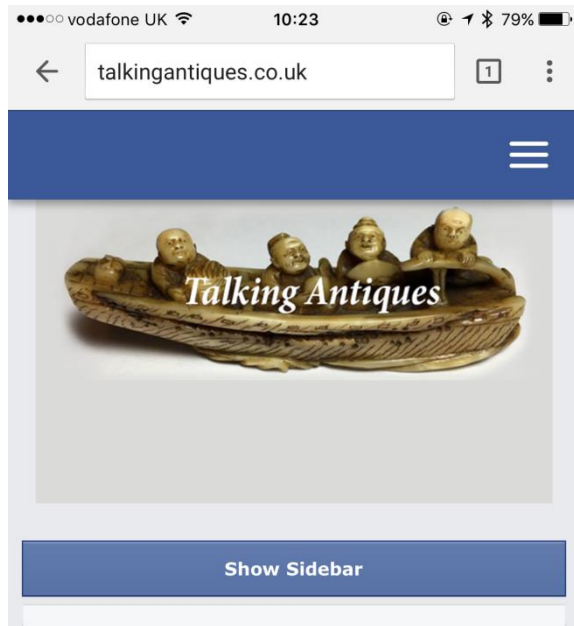 vodafone UK 10:23 79%
talkingantiques.co.uk 1
Talking Antiques
Show Sidebar